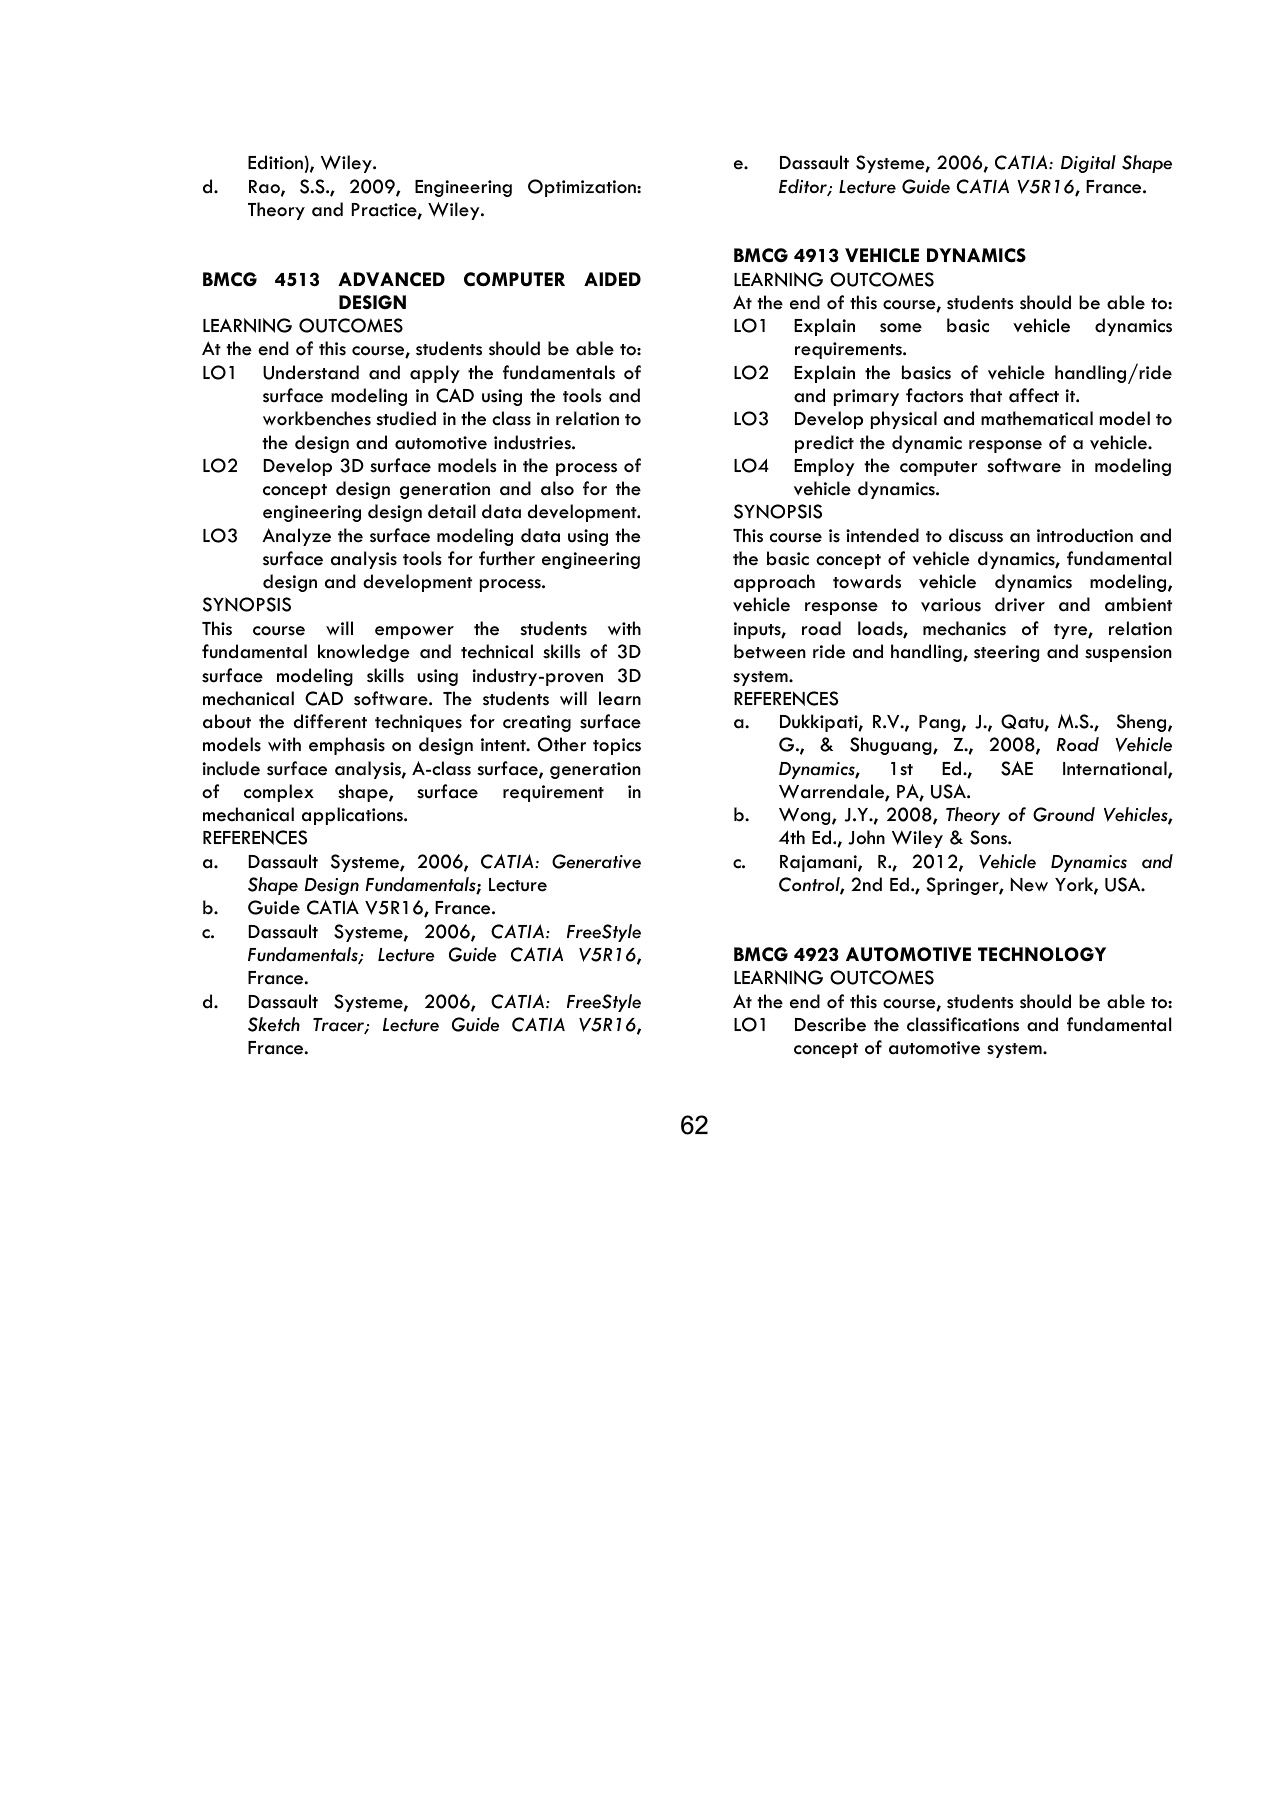 Edition), Wiley.
d. Rao, S.S., 2009, Engineering Optimization:
Theory and Practice, Wiley.
BMCG 4513 ADVANCED COMPUTER AIDED
DESIGN
LEARNING OUTCOMES
At the end of this course, students should be able to:
LO1 Understand and apply the fundamentals of
surface modeling in CAD using the tools and
workbenches studied in the class in relation to
the design and automotive industries.
LO2 Develop 3D surface models in the process of
concept design generation and also for the
engineering design detail data development.
LO3 Analyze the surface modeling data using the
surface analysis tools for further engineering
design and development process.
SYNOPSIS
This course will empower the students with
fundamental knowledge and technical skills of 3D
surface modeling skills using industry-proven 3D
mechanical CAD software. The students will learn
about the different techniques for creating surface
models with emphasis on design intent. Other topics
include surface analysis, A-class surface, generation
of complex shape, surface requirement in
mechanical applications.
REFERENCES
a. Dassault Systeme, 2006, CATIA: Generative
Shape Design Fundamentals; Lecture
b. Guide CATIA V5R16, France.
c. Dassault Systeme, 2006, CATIA: FreeStyle
Fundamentals; Lecture Guide CATIA V5R16,
France.
d. Dassault Systeme, 2006, CATIA: FreeStyle
Sketch Tracer; Lecture Guide CATIA V5R16,
France.
e. Dassault Systeme, 2006, CATIA: Digital Shape
Editor; Lecture Guide CATIA V5R16, France.
BMCG 4913 VEHICLE DYNAMICS
LEARNING OUTCOMES
At the end of this course, students should be able to:
LO1 Explain some basic vehicle dynamics
requirements.
LO2 Explain the basics of vehicle handling/ride
and primary factors that affect it.
LO3 Develop physical and mathematical model to
predict the dynamic response of a vehicle.
LO4 Employ the computer software in modeling
vehicle dynamics.
SYNOPSIS
This course is intended to discuss an introduction and
the basic concept of vehicle dynamics, fundamental
approach towards vehicle dynamics modeling,
vehicle response to various driver and ambient
inputs, road loads, mechanics of tyre, relation
between ride and handling, steering and suspension
system.
REFERENCES
a. Dukkipati, R.V., Pang, J., Qatu, M.S., Sheng,
G., & Shuguang, Z., 2008, Road Vehicle
Dynamics, 1st Ed., SAE International,
Warrendale, PA, USA.
b. Wong, J.Y., 2008, Theory of Ground Vehicles,
4th Ed., John Wiley & Sons.
c. Rajamani, R., 2012, Vehicle Dynamics and
Control, 2nd Ed., Springer, New York, USA.
BMCG 4923 AUTOMOTIVE TECHNOLOGY
LEARNING OUTCOMES
At the end of this course, students should be able to:
LO1 Describe the classifications and fundamental
concept of automotive system.
62